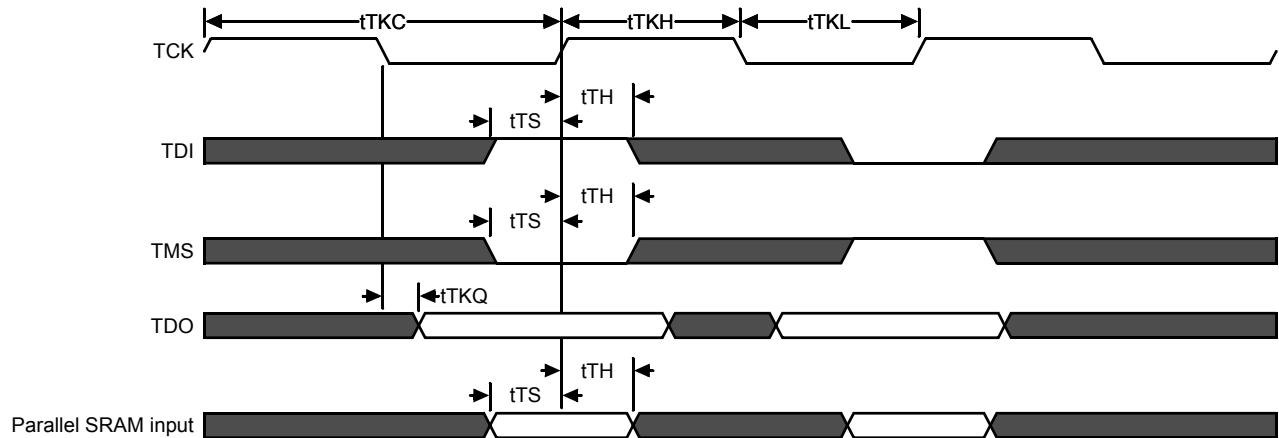 tTKC tTKH tTKL
TCK
tTH
tTS
TDI
tTH
tTS
TMS
tTKQ
TDO
tTH
tTS
Parallel SRAM input